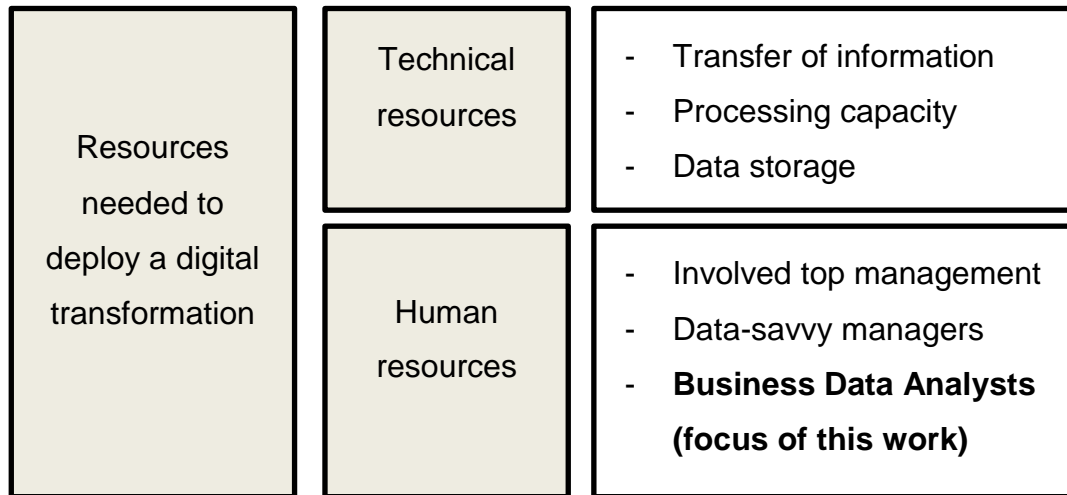 Resources
needed to
deploy a digital
transformation
Technical
resources
- Transfer of information
- Processing capacity
- Data storage
Human
resources
- Involved top management
- Data-savvy managers
- Business Data Analysts
(focus of this work)